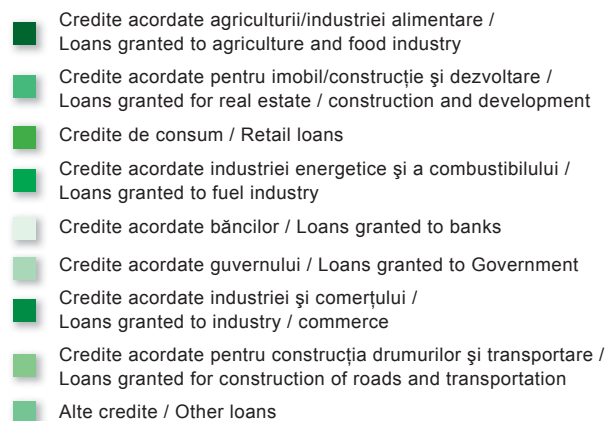 Credite acordate agriculturii/industriei alimentare /
Loans granted to agriculture and food industry
Credite acordate pentru imobil/construcţie şi dezvoltare /
Loans granted for real estate / construction and development
Credite de consum / Retail loans
Credite acordate industriei energetice şi a combustibilului /
Loans granted to fuel industry
Credite acordate băncilor / Loans granted to banks
Credite acordate guvernului / Loans granted to Government
Credite acordate industriei şi comerţului /
Loans granted to industry / commerce
Credite acordate pentru construcţia drumurilor şi transportare /
Loans granted for construction of roads and transportation
Alte credite / Other loans